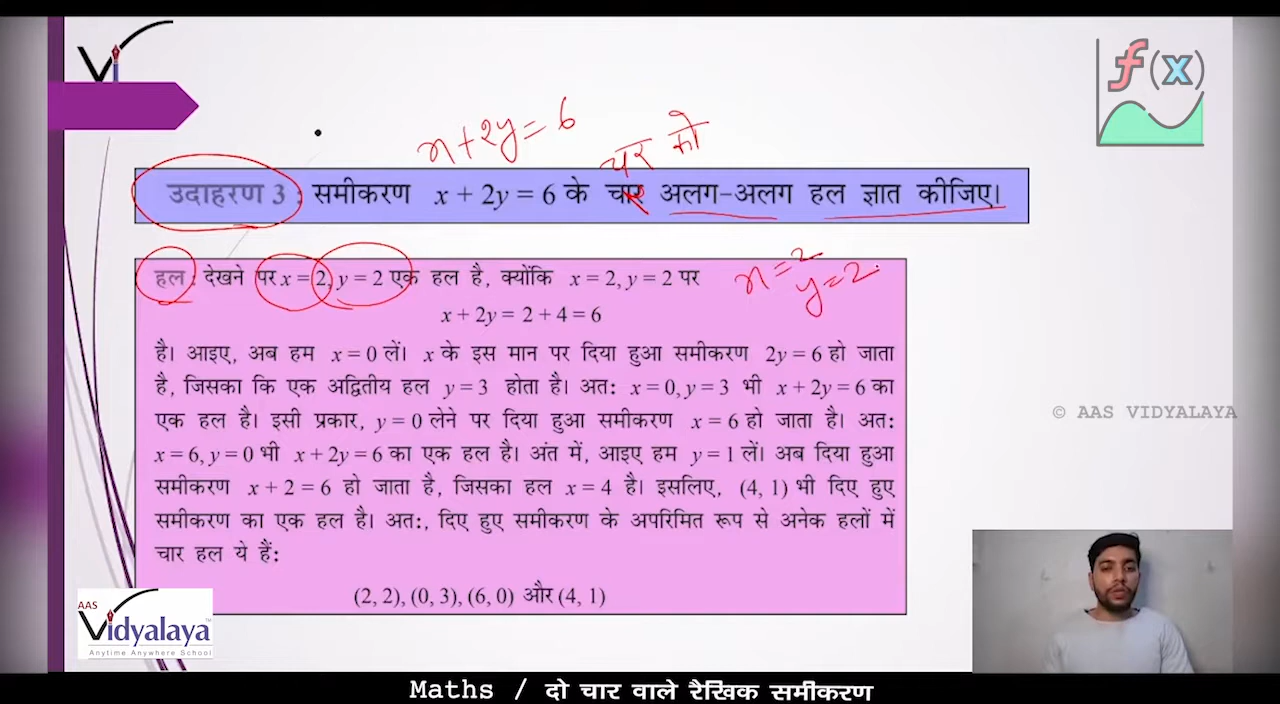 f(x)
x+2y=6
चर को
उदाहरण 3 : समीकरण x + 2y = 6 के चार अलग-अलग हल ज्ञात कीजिए।
हल : देखने पर x = 2, y = 2 एक हल है, क्योंकि x = 2, y = 2 पर
x=2
y=2
x + 2y = 2 + 4 = 6
है। आइए, अब हम x = 0 लें। x के इस मान पर दिया हुआ समीकरण 2y = 6 हो जाता
है, जिसका कि एक अद्वितीय हल y = 3 होता है। अत: x = 0, y = 3 भी x + 2y = 6 का
एक हल है। इसी प्रकार, y = 0 लेने पर दिया हुआ समीकरण x = 6 हो जाता है। अत:
x = 6, y = 0 भी x + 2y = 6 का एक हल है। अंत में, आइए हम y = 1 लें। अब दिया हुआ
समीकरण x + 2 = 6 हो जाता है, जिसका हल x = 4 है। इसलिए, (4, 1) भी दिए हुए
समीकरण का एक हल है। अत:, दिए हुए समीकरण के अपरिमित रूप से अनेक हलों में
चार हल ये हैं:
(2, 2), (0, 3), (6, 0) और (4, 1)
© AAS VIDYALAYA
AAS
Vidyalaya
Anytime Anywhere School
Maths / दो चार वाले रैखिक समीकरण